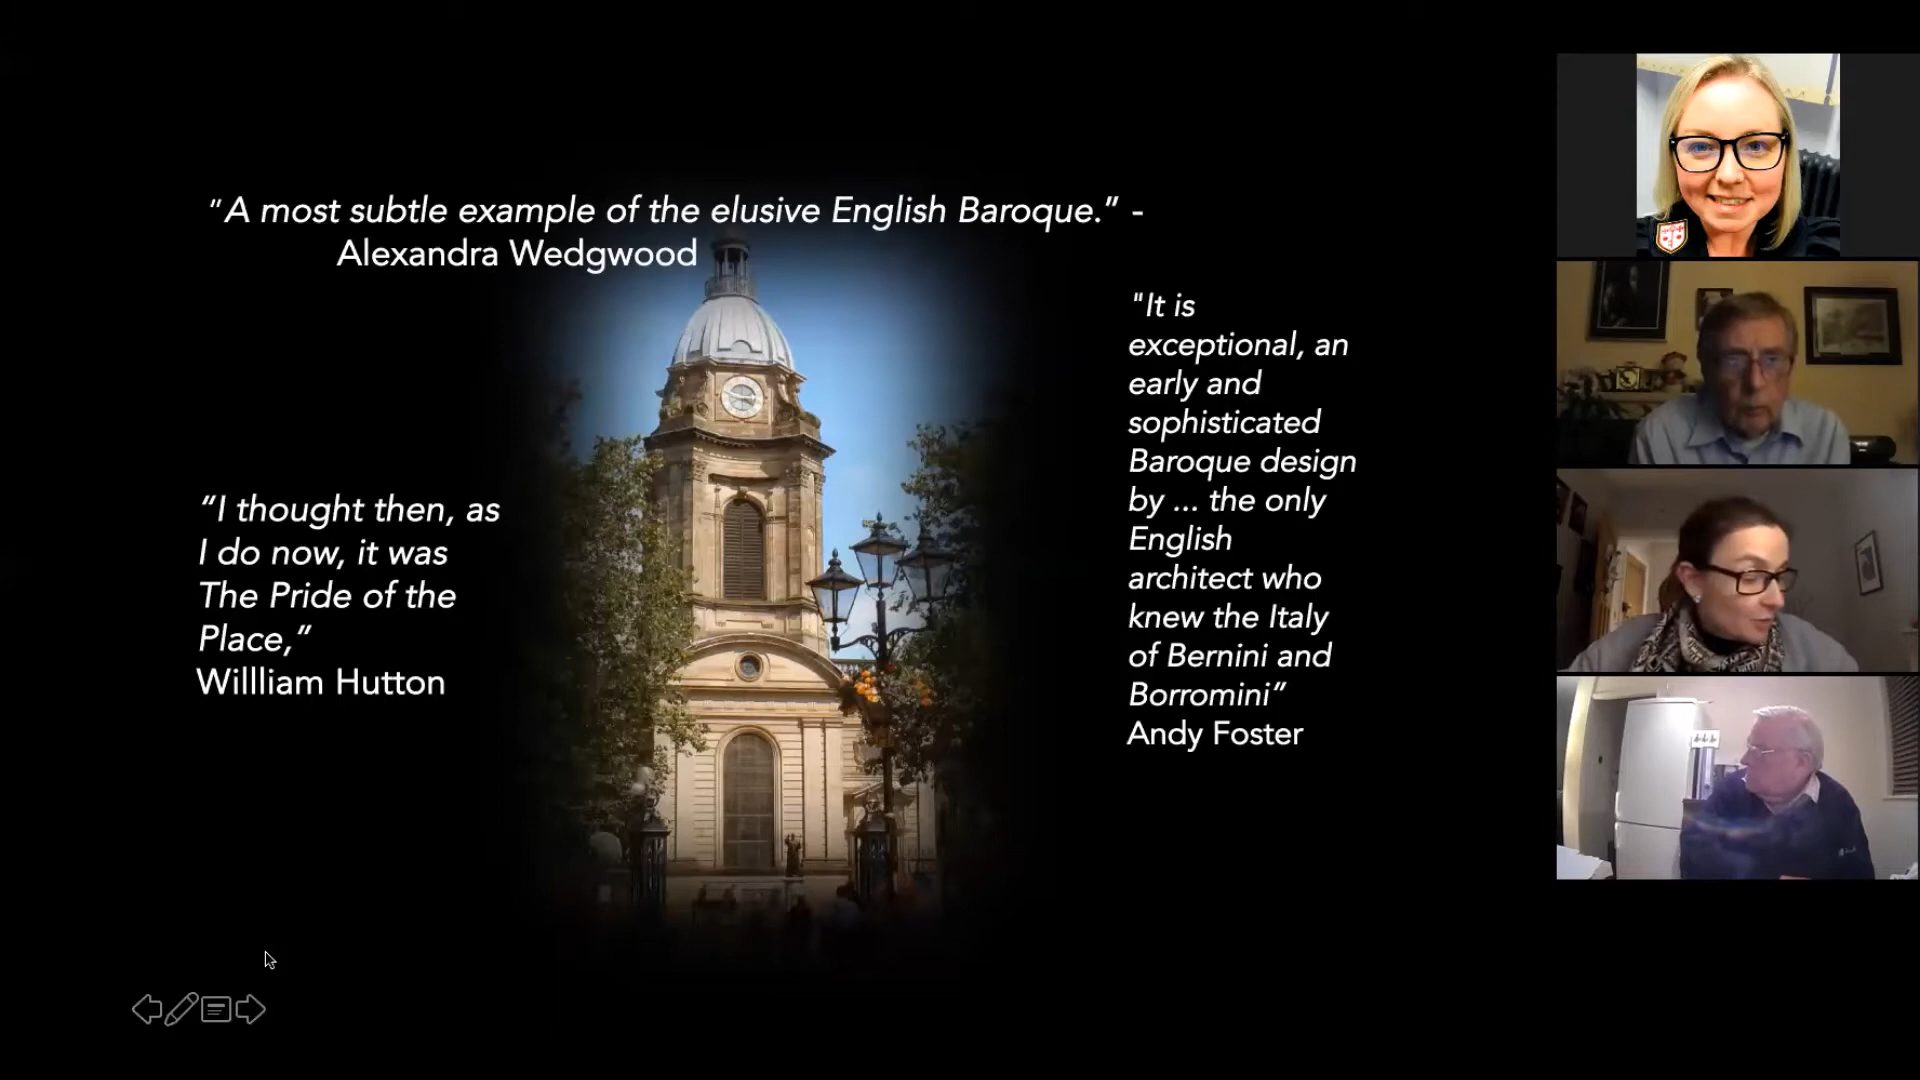 "A most subtle example of the elusive English Baroque.” -
Alexandra Wedgwood
“I thought then, as
I do now, it was
The Pride of the
Place,”
Willliam Hutton
"It is
exceptional, an
early and
sophisticated
Baroque design
by ... the only
English
architect who
knew the Italy
of Bernini and
Borromini”
Andy Foster